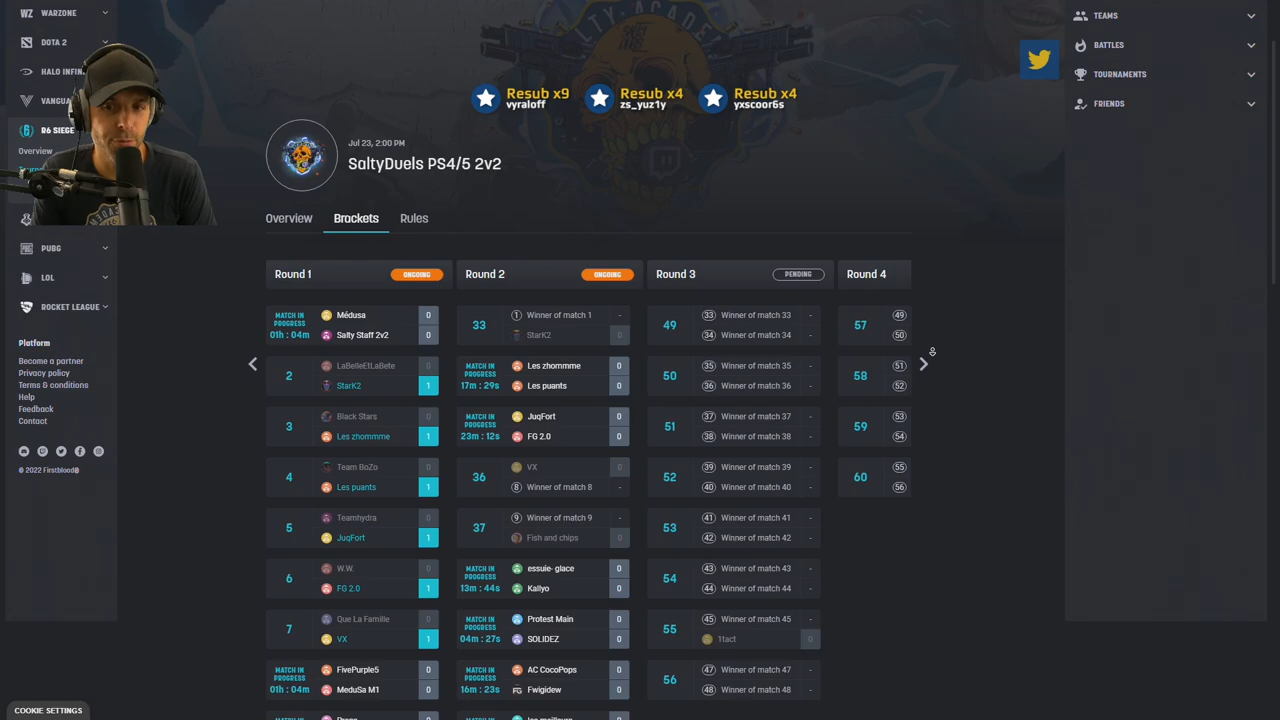 WZ WARZONE
DOTA 2
HALO INFIN
VANGUA
R6 SIEGE
Overview
PUBG
LOL
ROCKET LEAGUE
Platform
Become a partner
Privacy policy
Terms & conditions
Help
Feedback
Contact
© 2022 Firstblood®
COOKIE SETTINGS
Resub x9
vyraloff
Resub x4
zs_yuz1y
Resub x4
yxscoor6s
Jul 23, 2:00 PM
SaltyDuels PS4/5 2v2
Overview Brackets Rules
Round 1 ONGOING
MATCH IN PROGRESS 01h : 04m
Médusa 0
Salty Staff 2v2 0
2
LaBelleEtLaBete 0
StarK2 1
3
Black Stars 0
Les zhommme 1
4
Team BoZo 0
Les puants 1
5
Teamhydra 0
JuqFort 1
6
W.W. 0
FG 2.0 1
7
Que La Famille 0
VX 1
MATCH IN PROGRESS 01h : 04m
FivePurple5 0
MeduSa M1 0
Round 2 ONGOING
33
1 Winner of match 1 -
StarK2 0
MATCH IN PROGRESS 17m : 29s
Les zhommme 0
Les puants 0
MATCH IN PROGRESS 23m : 12s
JuqFort 0
FG 2.0 0
36
VX 0
8 Winner of match 8 -
37
9 Winner of match 9 -
Fish and chips 0
MATCH IN PROGRESS 13m : 44s
essuie- glace 0
Kallyo 0
MATCH IN PROGRESS 04m : 27s
Protest Main 0
SOLIDEZ 0
MATCH IN PROGRESS 16m : 23s
AC CocoPops 0
Fwigidew 0
Round 3 PENDING
49
33 Winner of match 33 -
34 Winner of match 34 -
50
35 Winner of match 35 -
36 Winner of match 36 -
51
37 Winner of match 37 -
38 Winner of match 38 -
52
39 Winner of match 39 -
40 Winner of match 40 -
53
41 Winner of match 41 -
42 Winner of match 42 -
54
43 Winner of match 43 -
44 Winner of match 44 -
55
45 Winner of match 45 -
1tact 0
56
47 Winner of match 47 -
48 Winner of match 48 -
Round 4
57
49
50
58
51
52
59
53
54
60
55
56
TEAMS
BATTLES
TOURNAMENTS
FRIENDS